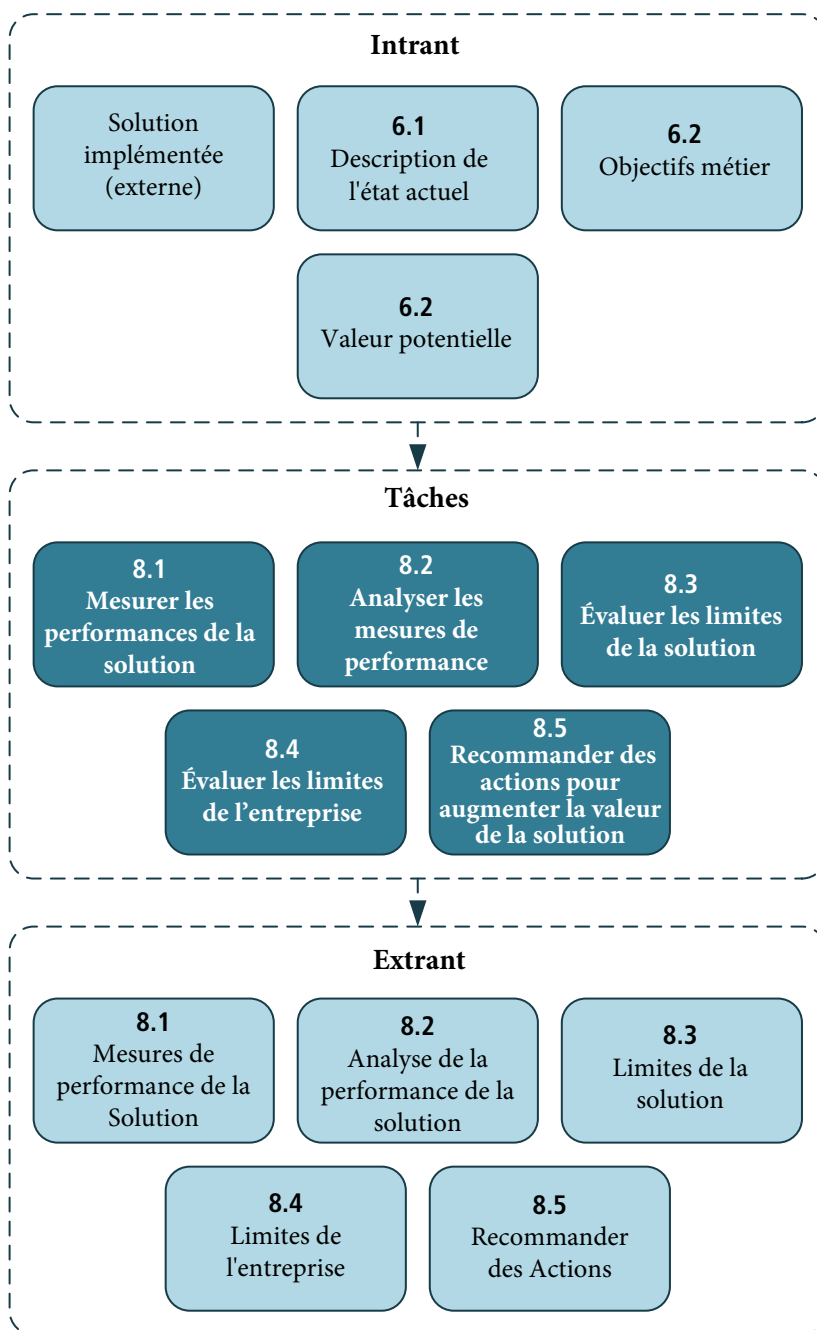 Intrant
Solution
implémentée
(externe)
6.1
Description de
l'état actuel
6.2
Objectifs métier
6.2
Valeur potentielle
Tâches
8.1
Mesurer les
performances de la
solution
8.2
Analyser les
mesures de
performance
8.3
Évaluer les limites
de la solution
8.4
Évaluer les limites
de l’entreprise
8.5
Recommander des
actions pour
augmenter la valeur
de la solution
Extrant
8.1
Mesures de
performance de la
Solution
8.2
Analyse de la
performance de la
solution
8.3
Limites de la
solution
8.4
Limites de
l'entreprise
8.5
Recommander
des Actions